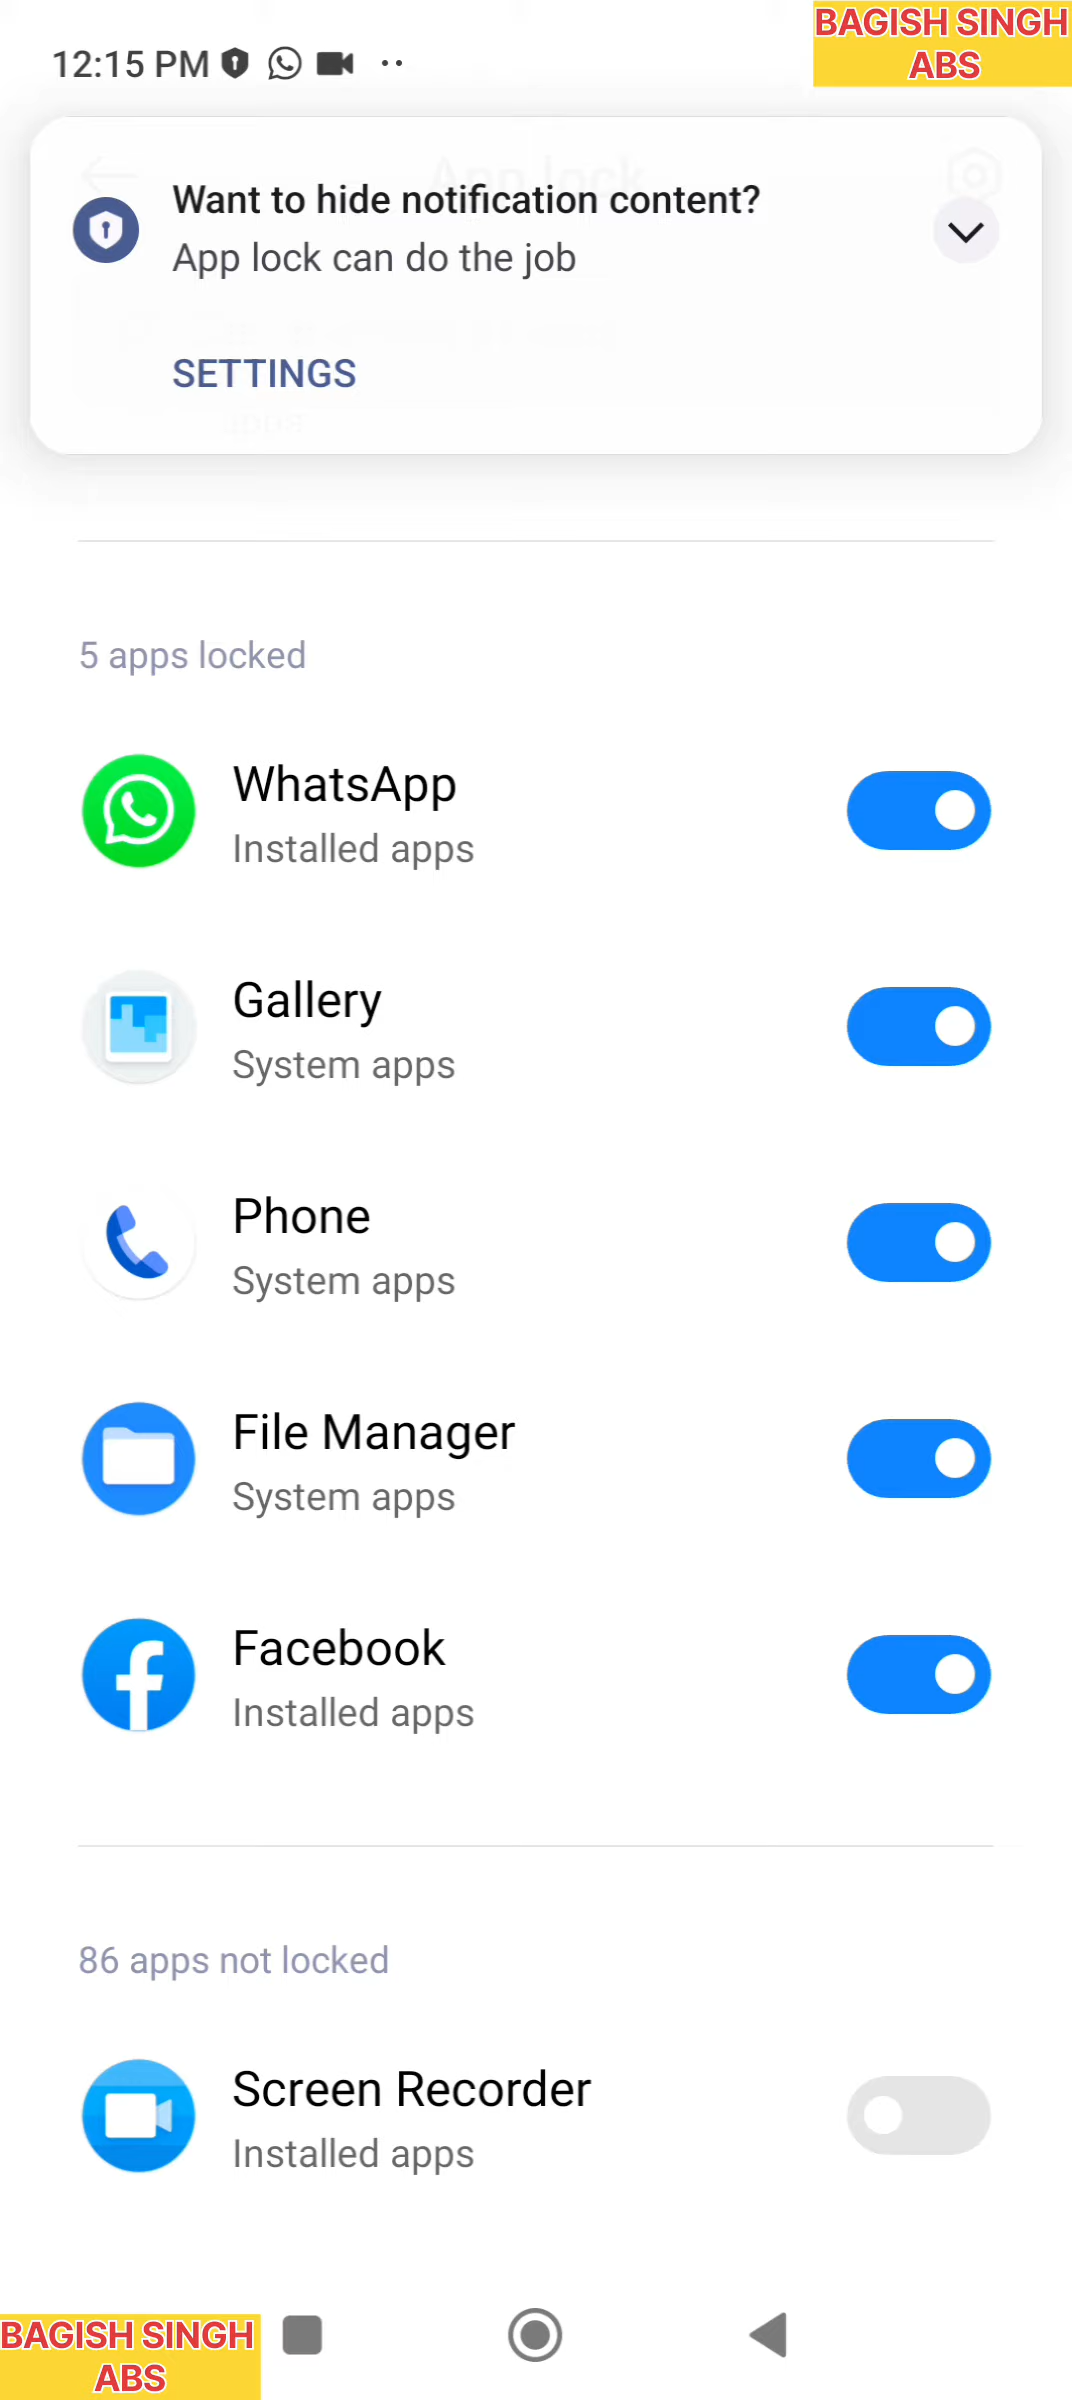 BAGISH SINGH
ABS
12:15 PM
App lock
Want to hide notification content?
App lock can do the job
SETTINGS
5 apps locked
WhatsApp
Installed apps
Gallery
System apps
Phone
System apps
File Manager
System apps
Facebook
Installed apps
86 apps not locked
Screen Recorder
Installed apps
BAGISH SINGH
ABS